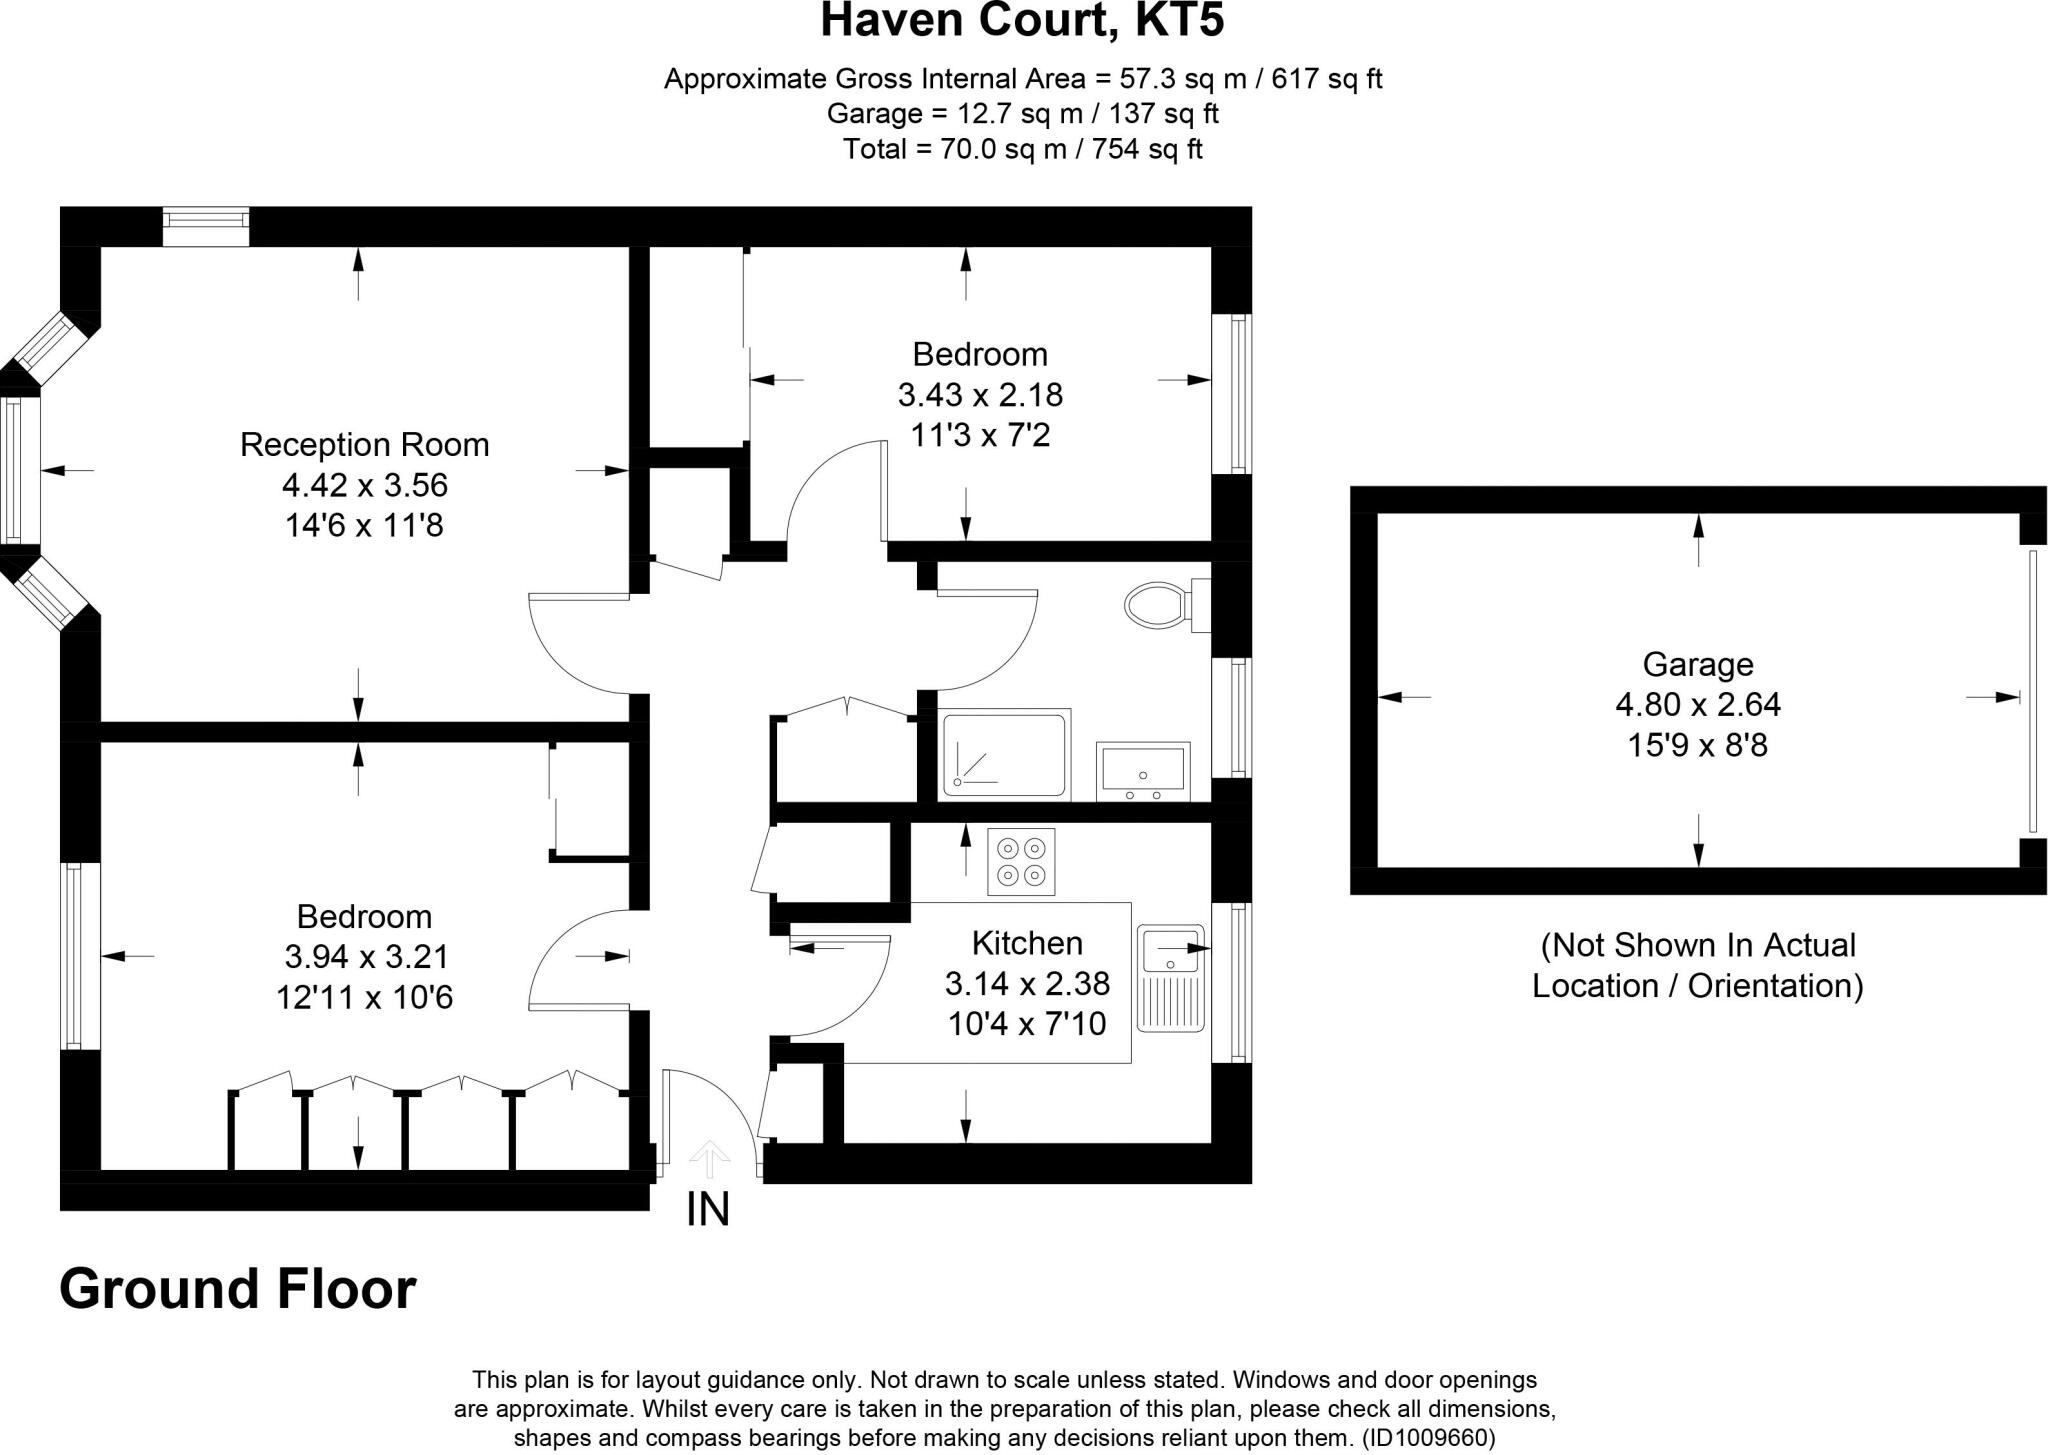 Haven Court, KT5
Approximate Gross Internal Area = 57.3 sq m / 617 sq ft
Garage = 12.7 sq m / 137 sq ft
Total = 70.0 sq m / 754 sq ft
Bedroom
3.43 x 2.18
11'3 x 7'2
Reception Room
4.42 x 3.56
14'6 x 11'8
Garage
4.80 x 2.64
15'9 x 8'8
(Not Shown In Actual
Location / Orientation)
Bedroom
3.94 x 3.21
12'11 x 10'6
Kitchen
3.14 x 2.38
10'4 x 7'10
IN
Ground Floor
This plan is for layout guidance only. Not drawn to scale unless stated. Windows and door openings
are approximate. Whilst every care is taken in the preparation of this plan, please check all dimensions,
shapes and compass bearings before making any decisions reliant upon them. (ID1009660)